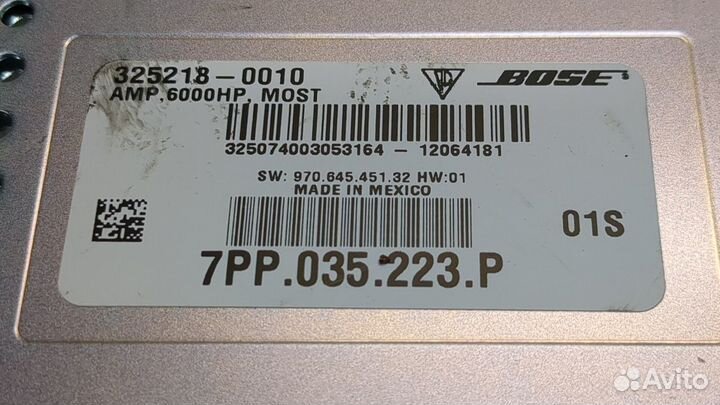 325218-0010
BOSE
AMP,6000HP, MOST
325074003053164 - 12064181
SW: 970.645.451.32 HW:01
MADE IN MEXICO
01S
7PP.035.223.P
Avito